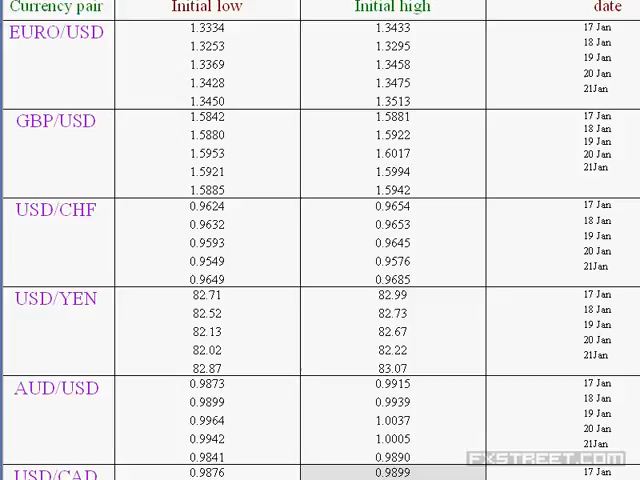 Currency pair Initial low Initial high date
EURO/USD 1.3334 1.3433 17 Jan
1.3253 1.3295 18 Jan
1.3369 1.3458 19 Jan
1.3428 1.3475 20 Jan
1.3450 1.3513 21Jan
GBP/USD 1.5842 1.5881 17 Jan
1.5880 1.5922 18 Jan
1.5953 1.6017 19 Jan
1.5921 1.5994 20 Jan
1.5885 1.5942 21Jan
USD/CHF 0.9624 0.9654 17 Jan
0.9632 0.9653 18 Jan
0.9593 0.9645 19 Jan
0.9549 0.9576 20 Jan
0.9649 0.9685 21Jan
USD/YEN 82.71 82.99 17 Jan
82.52 82.73 18 Jan
82.13 82.67 19 Jan
82.02 82.22 20 Jan
82.87 83.07 21Jan
AUD/USD 0.9873 0.9915 17 Jan
0.9899 0.9939 18 Jan
0.9964 1.0037 19 Jan
0.9942 1.0005 20 Jan
0.9841 0.9890 21Jan
FXSTREET.COM
USD/CAD 0.9876 0.9899 17 Jan